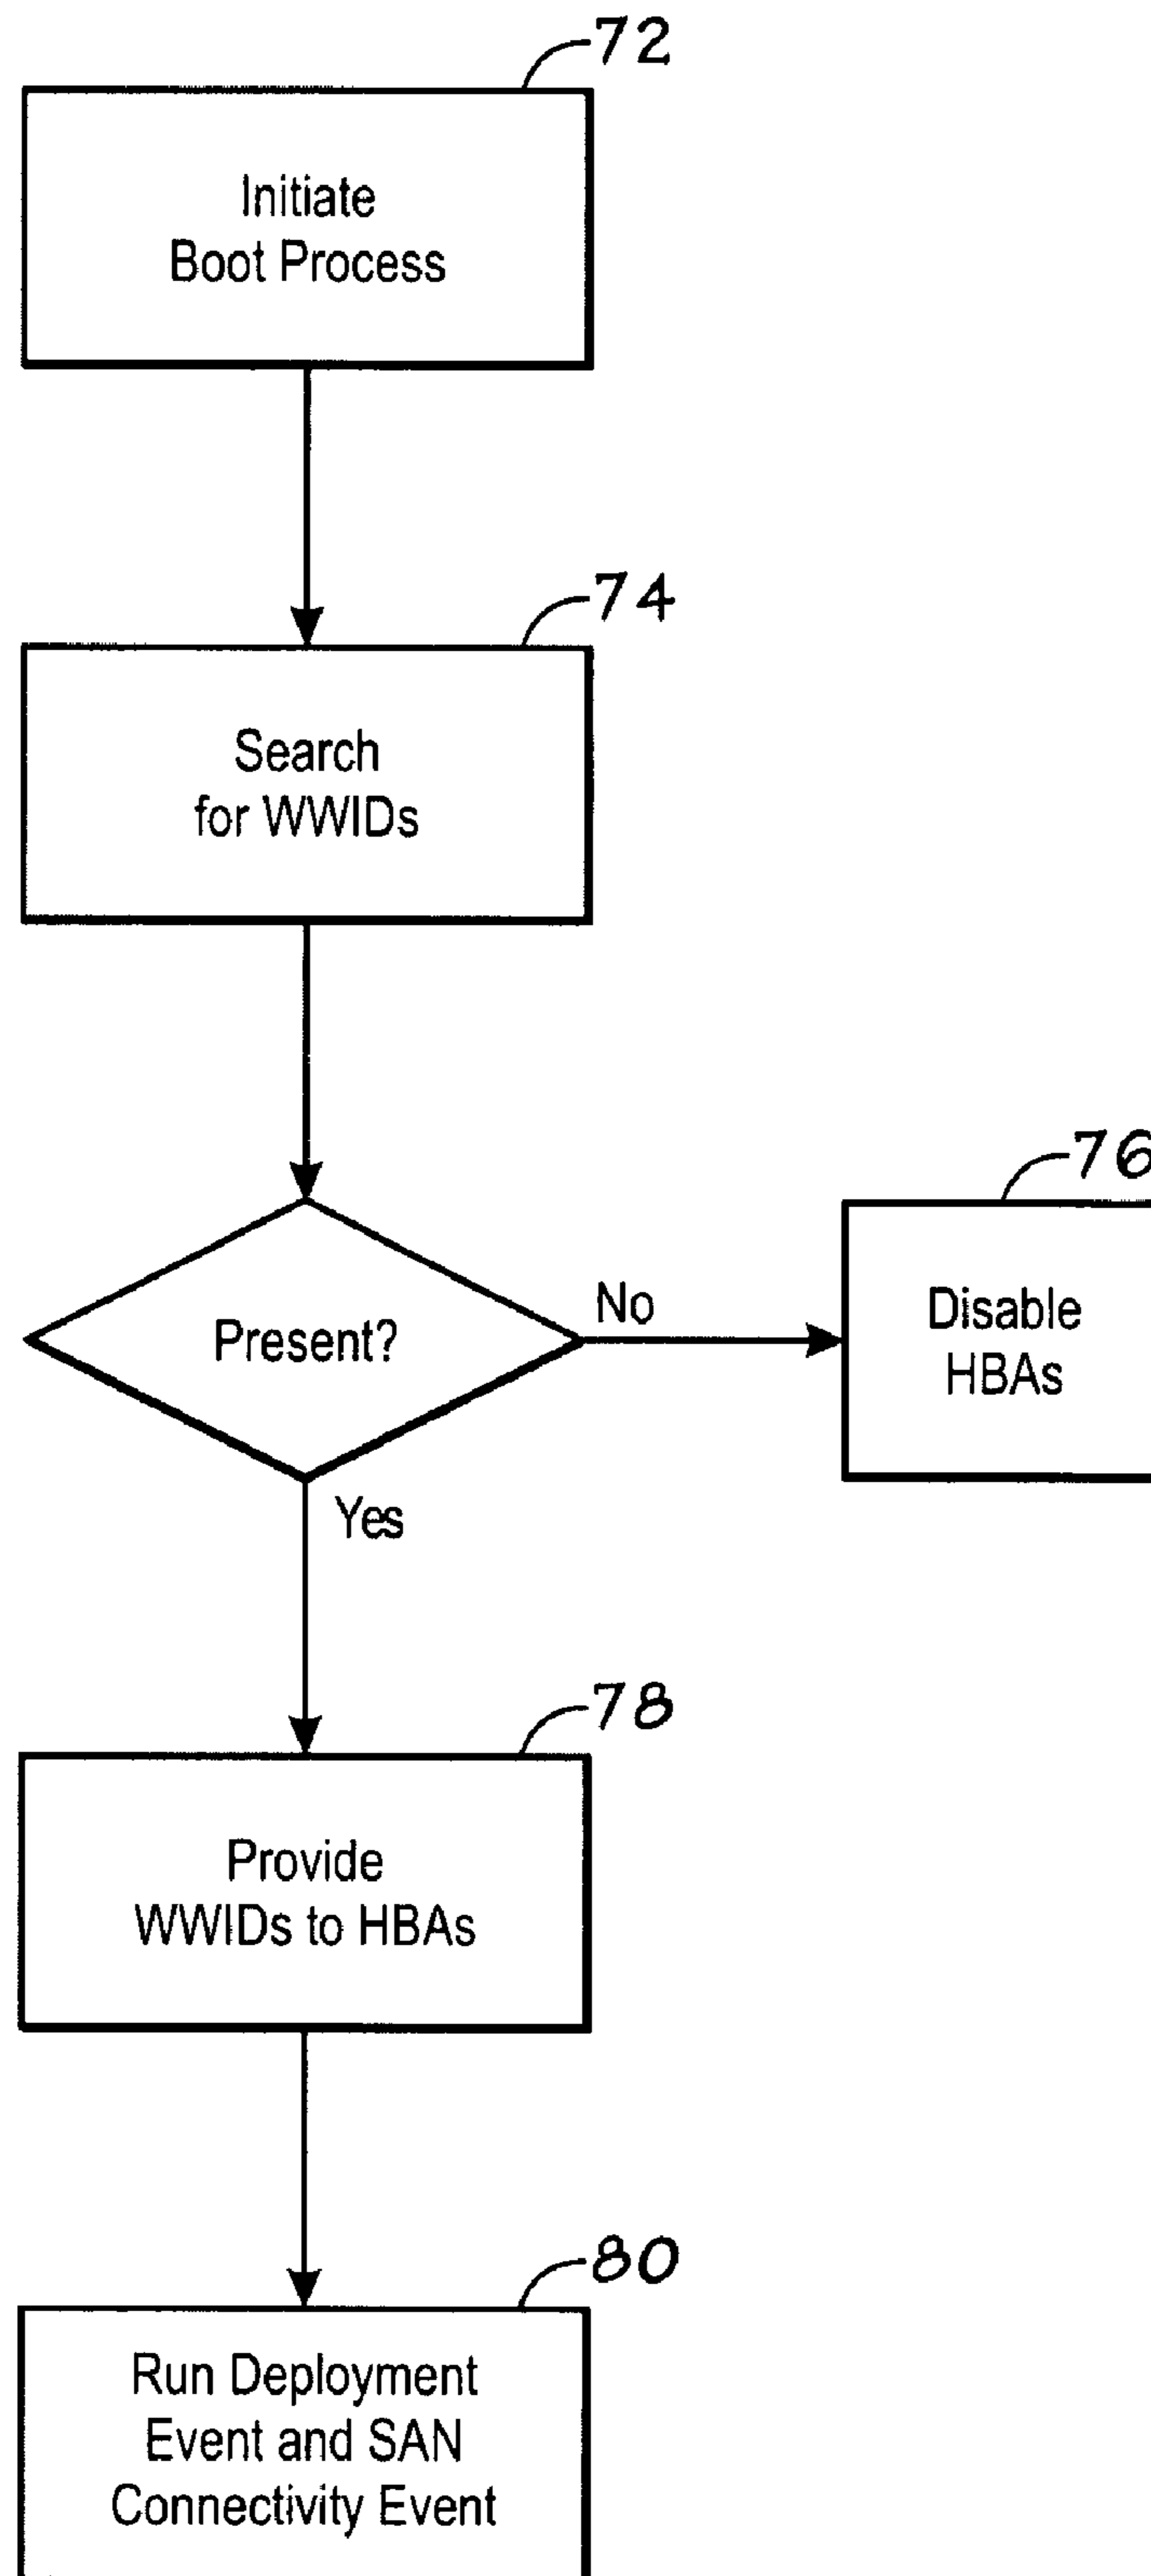 72
Initiate
Boot Process
74
Search
for WWIDs
76
Present?
No
Disable
HBAs
Yes
78
Provide
WWIDs to HBAs
80
Run Deployment
Event and SAN
Connectivity Event